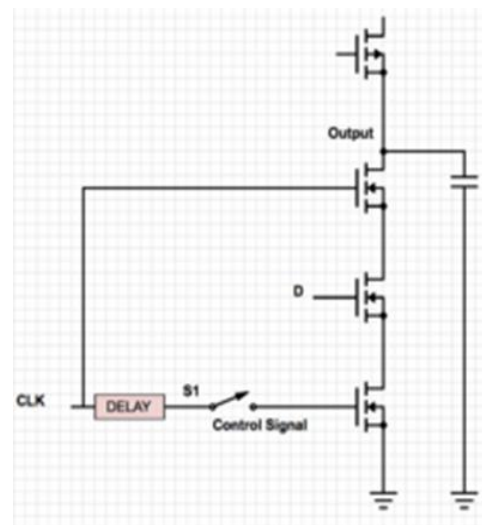 Output
D
CLK
DELAY
S1
Control Signal